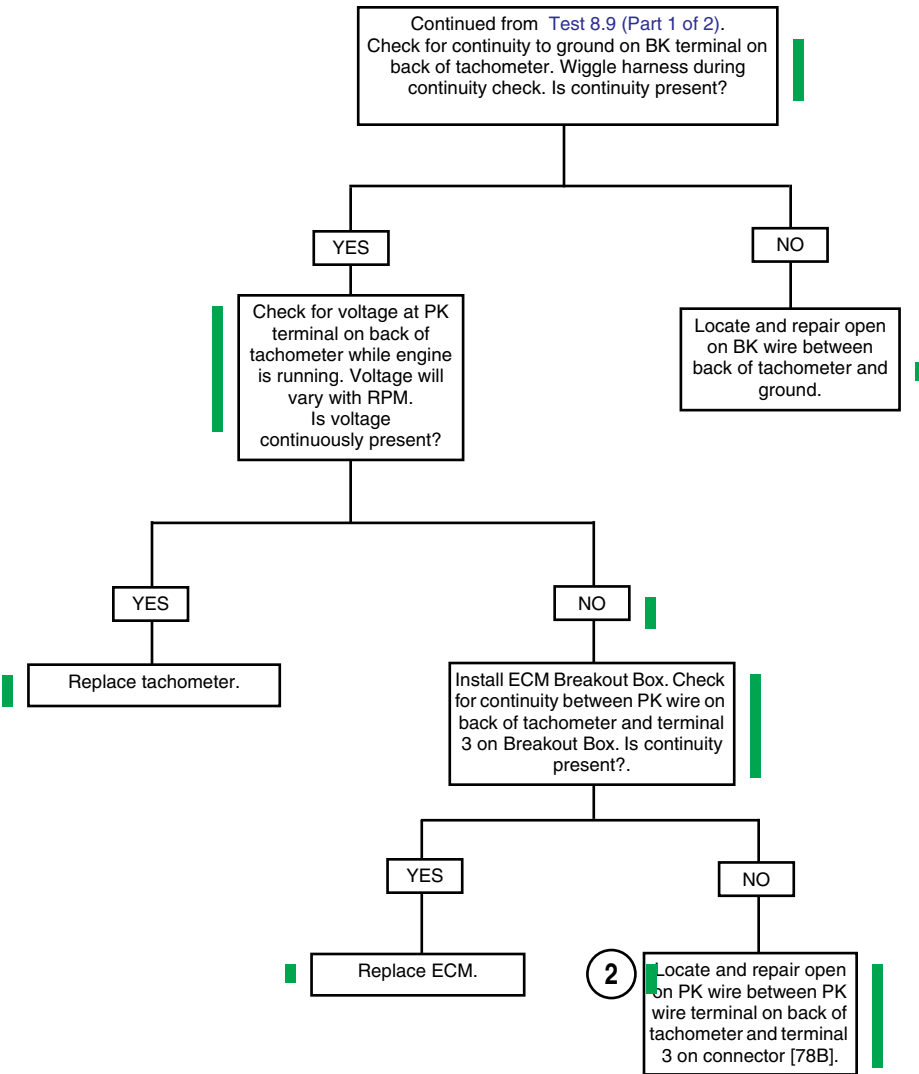 Continued from Test 8.9 (Part 1 of 2).
Check for continuity to ground on BK terminal on
back of tachometer. Wiggle harness during
continuity check. Is continuity present?
YES
NO
Check for voltage at PK
terminal on back of
tachometer while engine
is running. Voltage will
vary with RPM.
Is voltage
continuously present?
Locate and repair open
on BK wire between
back of tachometer and
ground.
YES
NO
Replace tachometer.
Install ECM Breakout Box. Check
for continuity between PK wire on
back of tachometer and terminal
3 on Breakout Box. Is continuity
present?.
YES
NO
Replace ECM.
2
Locate and repair open
on PK wire between PK
wire terminal on back of
tachometer and terminal
3 on connector [78B].